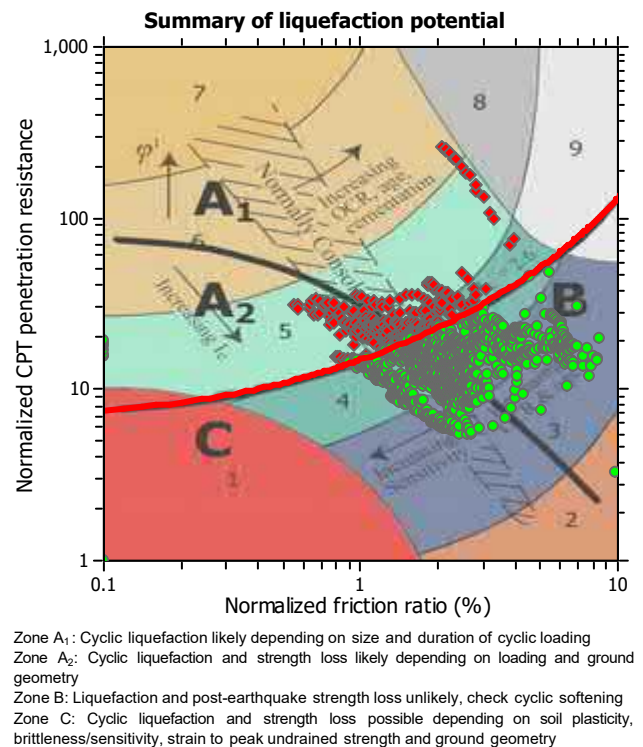 Summary of liquefaction potential
Normalized CPT penetration resistance
1,000
100
10
1
0.1
1
10
Normalized friction ratio (%)
7
8
9
φ'
A1
Normally Consol
Increasing
OCR, age,
cementation
6
A2
Increasing Ic
5
B
4
C
1
Increasing
Sensitivity
3
2
Zone A1: Cyclic liquefaction likely depending on size and duration of cyclic loading
Zone A2: Cyclic liquefaction and strength loss likely depending on loading and ground
geometry
Zone B: Liquefaction and post-earthquake strength loss unlikely, check cyclic softening
Zone C: Cyclic liquefaction and strength loss possible depending on soil plasticity,
brittleness/sensitivity, strain to peak undrained strength and ground geometry